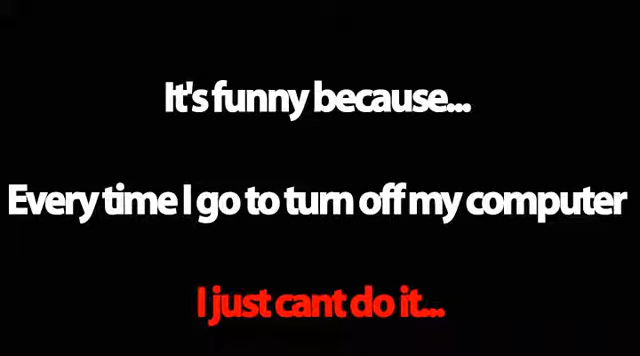 It's funny because...
Every time I go to turn off my computer
I just cant do it...